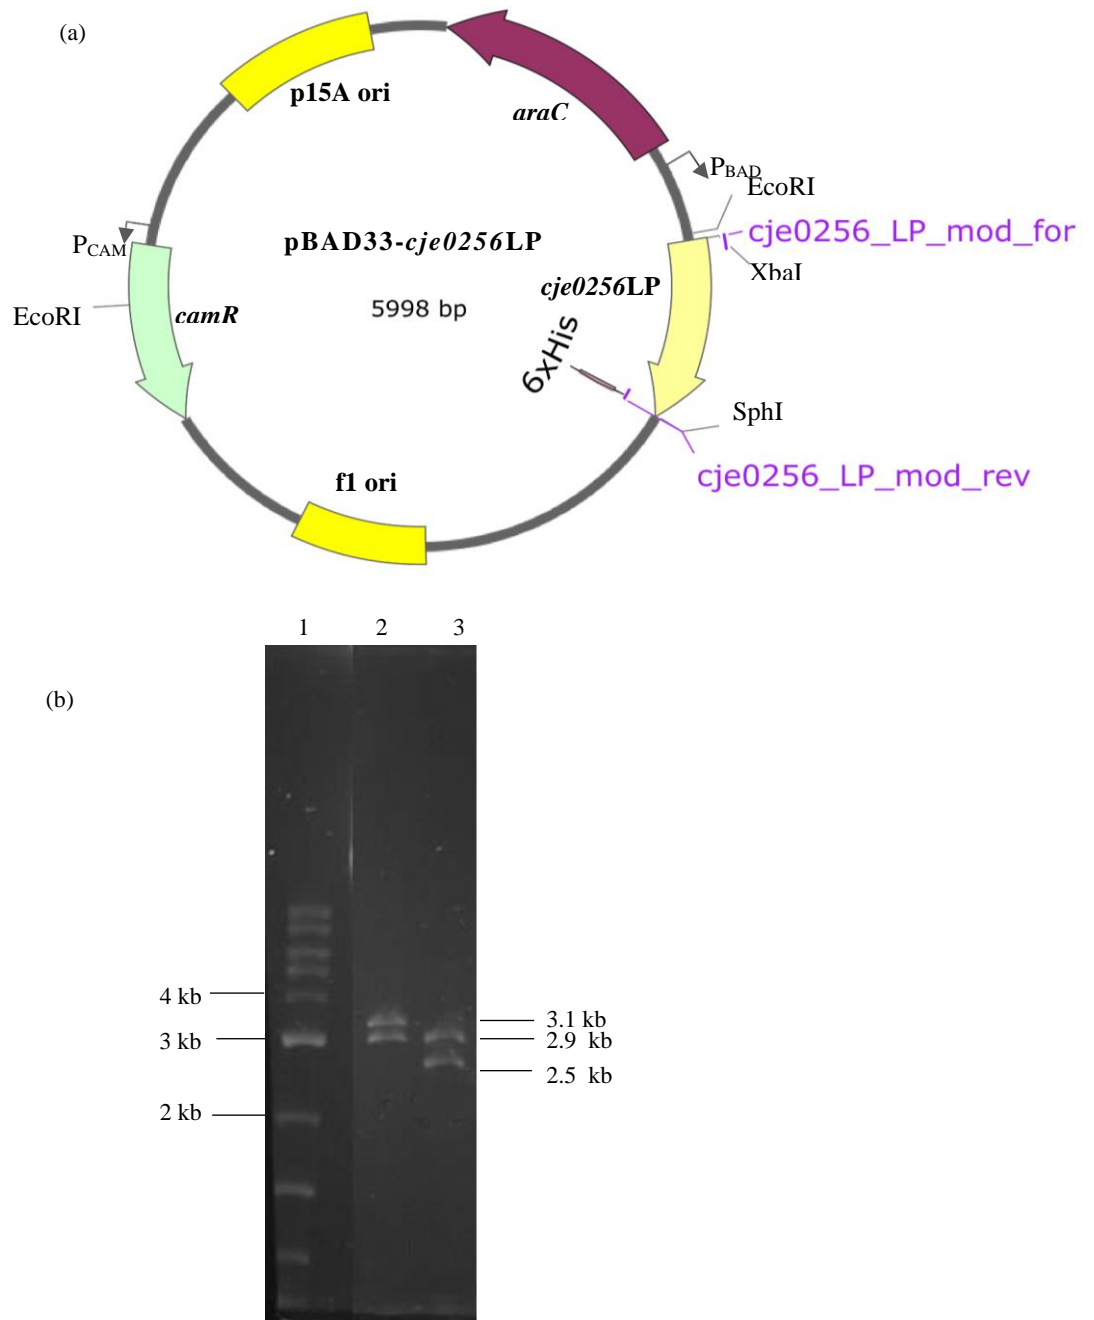 (a)
p15A ori
araC
PBAD
EcoRI
cje0256_LP_mod_for
XbaI
PCAM
pBAD33-cje0256LP
cje0256LP
5998 bp
EcoRI
camR
6xHis
SphI
cje0256_LP_mod_rev
f1 ori
1 2 3
(b)
4 kb
3 kb
2 kb
3.1 kb
2.9 kb
2.5 kb